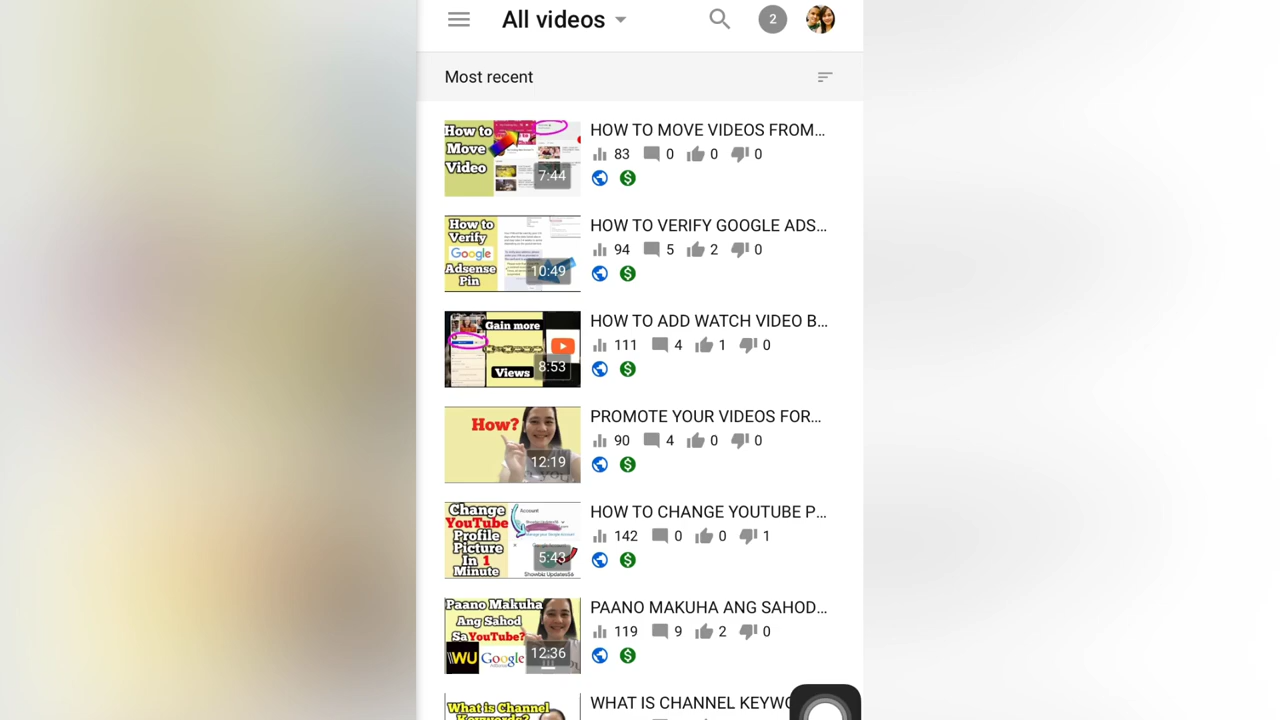 All videos
2
Most recent
How to
Move
Video
7:44
HOW TO MOVE VIDEOS FROM...
83 0 0 0
How to
Verify
Google
Adsense
Pin
10:49
HOW TO VERIFY GOOGLE ADS...
94 5 2 0
Gain more
Views
8:53
HOW TO ADD WATCH VIDEO B...
111 4 1 0
How?
12:19
PROMOTE YOUR VIDEOS FOR...
90 4 0 0
Change
YouTube
Profile
Picture
In 1
Minute
Account
5:43
HOW TO CHANGE YOUTUBE P...
142 0 0 1
Paano Makuha
Ang Sahod
Sa YouTube?
WU Google
12:36
PAANO MAKUHA ANG SAHOD...
119 9 2 0
What is Channel
Keywords?
WHAT IS CHANNEL KEYW